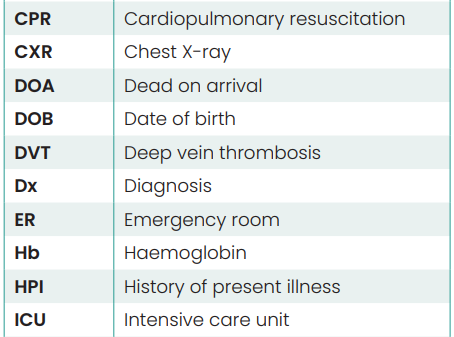 CPR Cardiopulmonary resuscitation
CXR Chest X-ray
DOA Dead on arrival
DOB Date of birth
DVT Deep vein thrombosis
Dx Diagnosis
ER Emergency room
Hb Haemoglobin
HPI History of present illness
ICU Intensive care unit